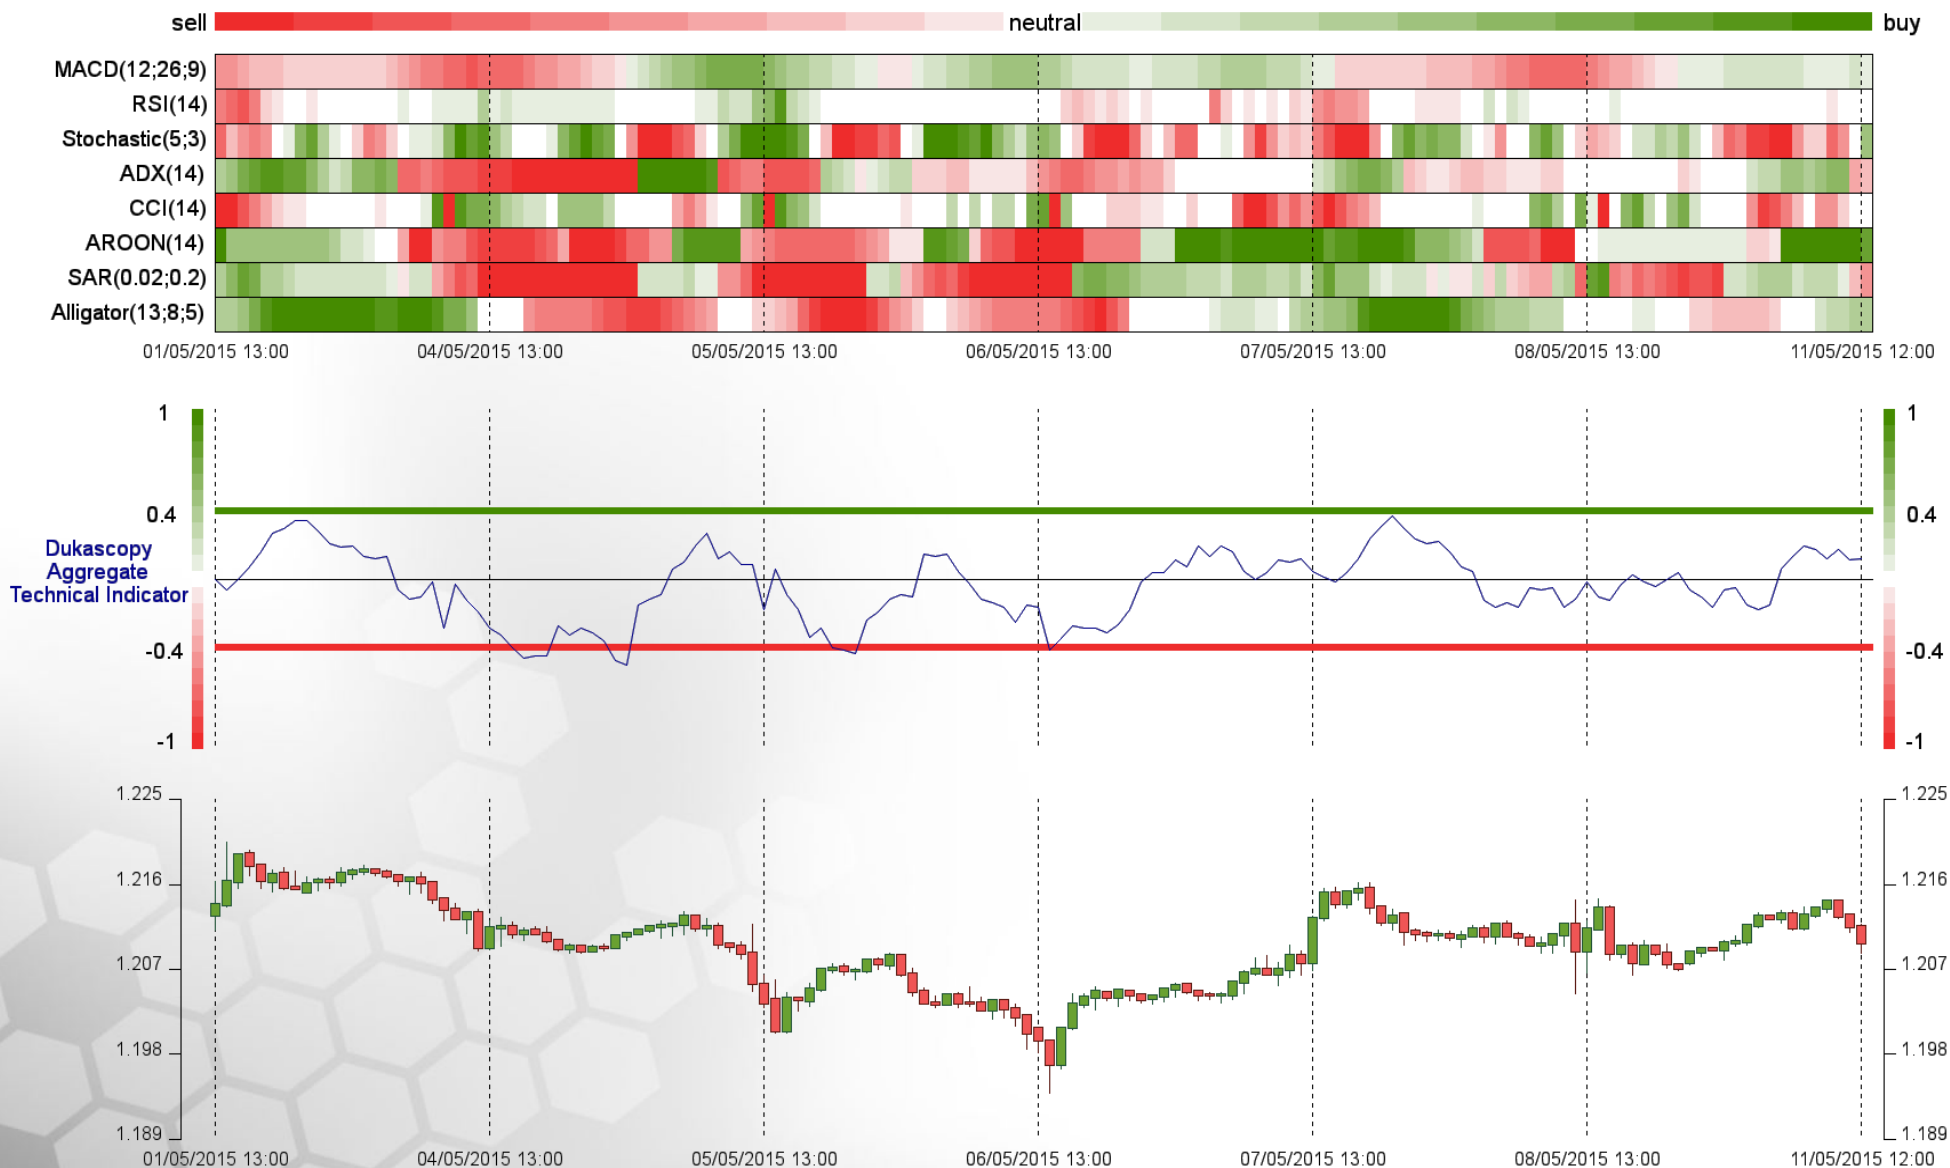 sell neutral buy
MACD(12;26;9)
RSI(14)
Stochastic(5;3)
ADX(14)
CCI(14)
AROON(14)
SAR(0.02;0.2)
Alligator(13;8;5)
01/05/2015 13:00 04/05/2015 13:00 05/05/2015 13:00 06/05/2015 13:00 07/05/2015 13:00 08/05/2015 13:00 11/05/2015 12:00
1 1
0.4 0.4
Dukascopy
Aggregate
Technical Indicator
-0.4 -0.4
-1 -1
1.225 1.225
1.216 1.216
1.207 1.207
1.198 1.198
1.189 1.189
01/05/2015 13:00 04/05/2015 13:00 05/05/2015 13:00 06/05/2015 13:00 07/05/2015 13:00 08/05/2015 13:00 11/05/2015 12:00